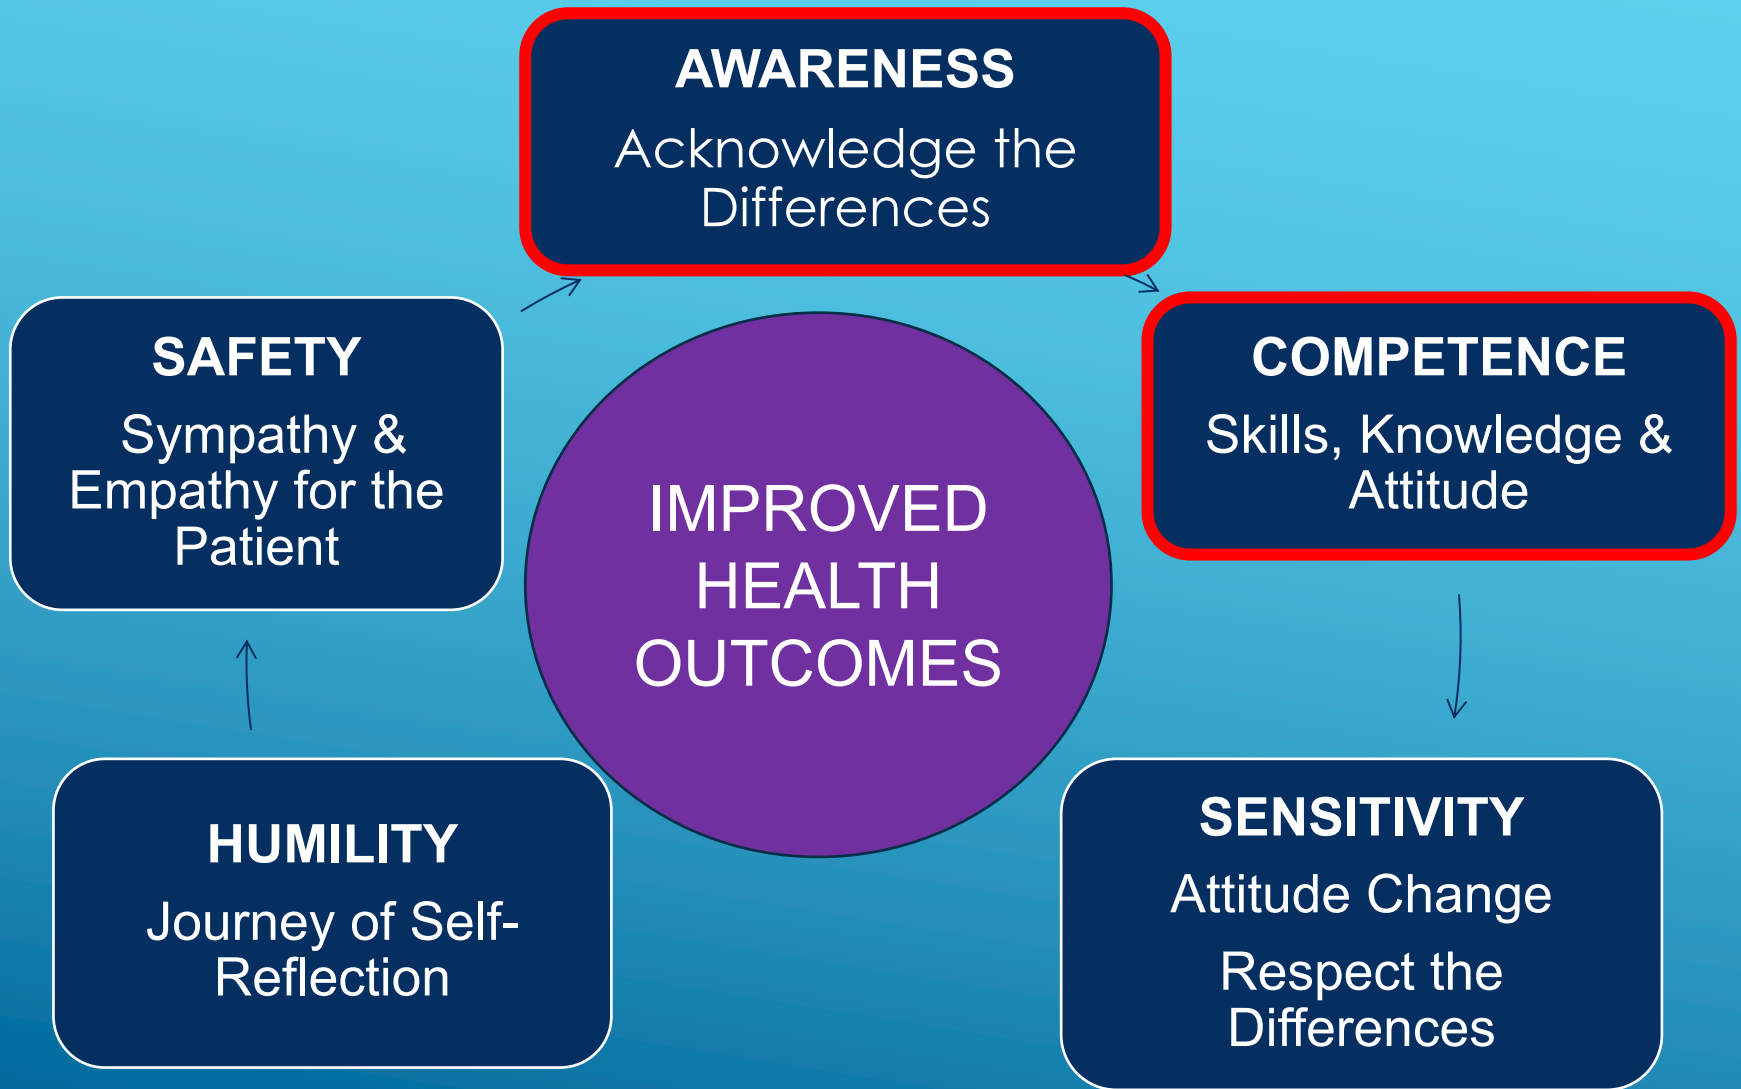 AWARENESS
Acknowledge the
Differences
SAFETY
Sympathy &
Empathy for the
Patient
COMPETENCE
Skills, Knowledge &
Attitude
IMPROVED
HEALTH
OUTCOMES
HUMILITY
Journey of Self-
Reflection
SENSITIVITY
Attitude Change
Respect the
Differences